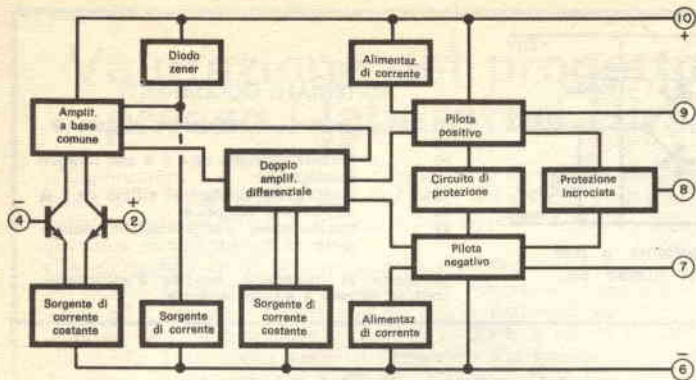 10
+
Diodo
zener
Alimentaz.
di corrente
Amplit.
a base
comune
Pilota
positivo
9
Doppio
amplif.
differenziale
Circuito di
protezione
Protezione
Incrociata
8
−
4
+
2
Pilota
negativo
7
Sorgente di
corrente
costante
Sorgente
di corrente
Sorgente di
corrente
costante
Alimentaz
di corrente
−
6